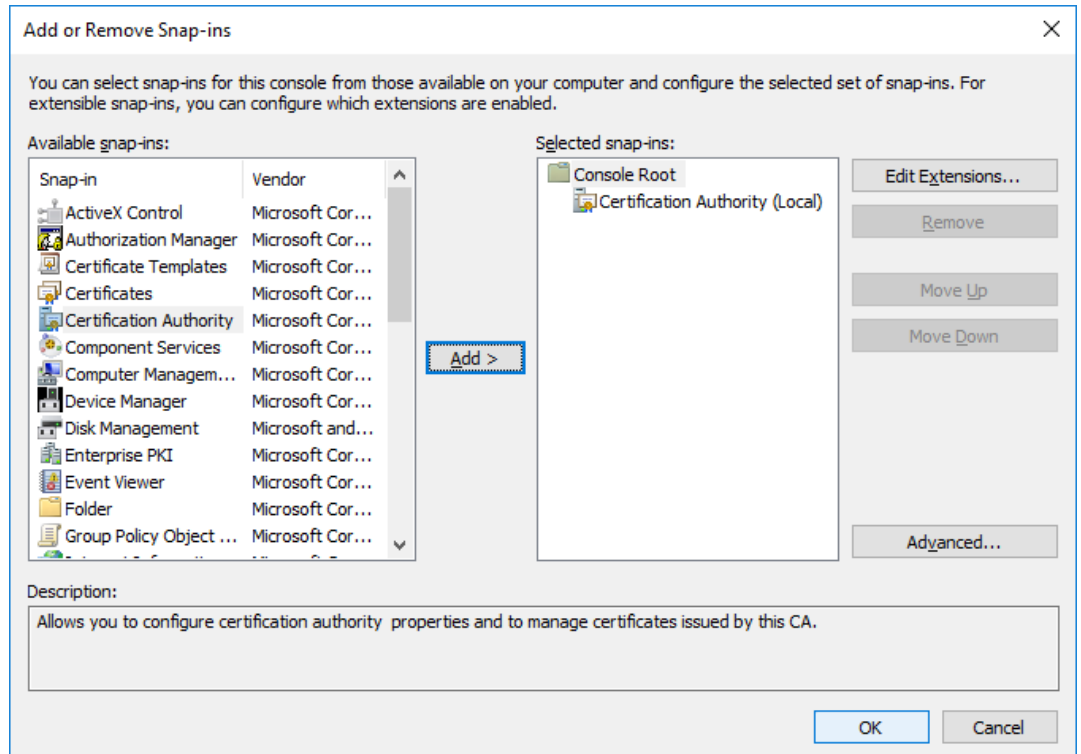 Add or Remove Snap-ins
You can select snap-ins for this console from those available on your computer and configure the selected set of snap-ins. For
extensible snap-ins, you can configure which extensions are enabled.
Available snap-ins:
Snap-in Vendor
ActiveX Control Microsoft Cor...
Authorization Manager Microsoft Cor...
Certificate Templates Microsoft Cor...
Certificates Microsoft Cor...
Certification Authority Microsoft Cor...
Component Services Microsoft Cor...
Computer Managem... Microsoft Cor...
Device Manager Microsoft Cor...
Disk Management Microsoft and...
Enterprise PKI Microsoft Cor...
Event Viewer Microsoft Cor...
Folder Microsoft Cor...
Group Policy Object ... Microsoft Cor...
Add >
Selected snap-ins:
Console Root
Certification Authority (Local)
Edit Extensions...
Remove
Move Up
Move Down
Advanced...
Description:
Allows you to configure certification authority properties and to manage certificates issued by this CA.
OK
Cancel